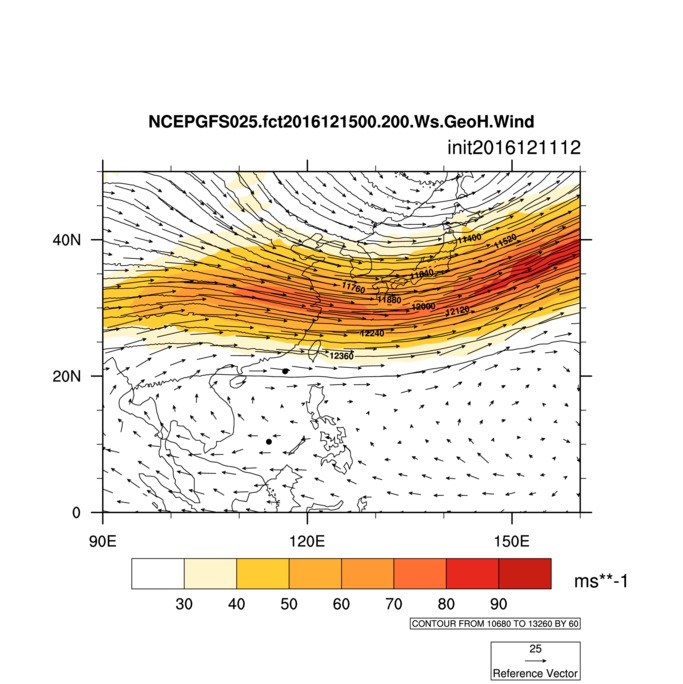 NCEPGFS025.fct2016121500.200.Ws.GeoH.Wind
init2016121112
40N
11400
11520
11640
11760
11880
12000
12120
12240
12360
20N
0
90E 120E 150E
ms**-1
30 40 50 60 70 80 90
CONTOUR FROM 10680 TO 13260 BY 60
25
Reference Vector